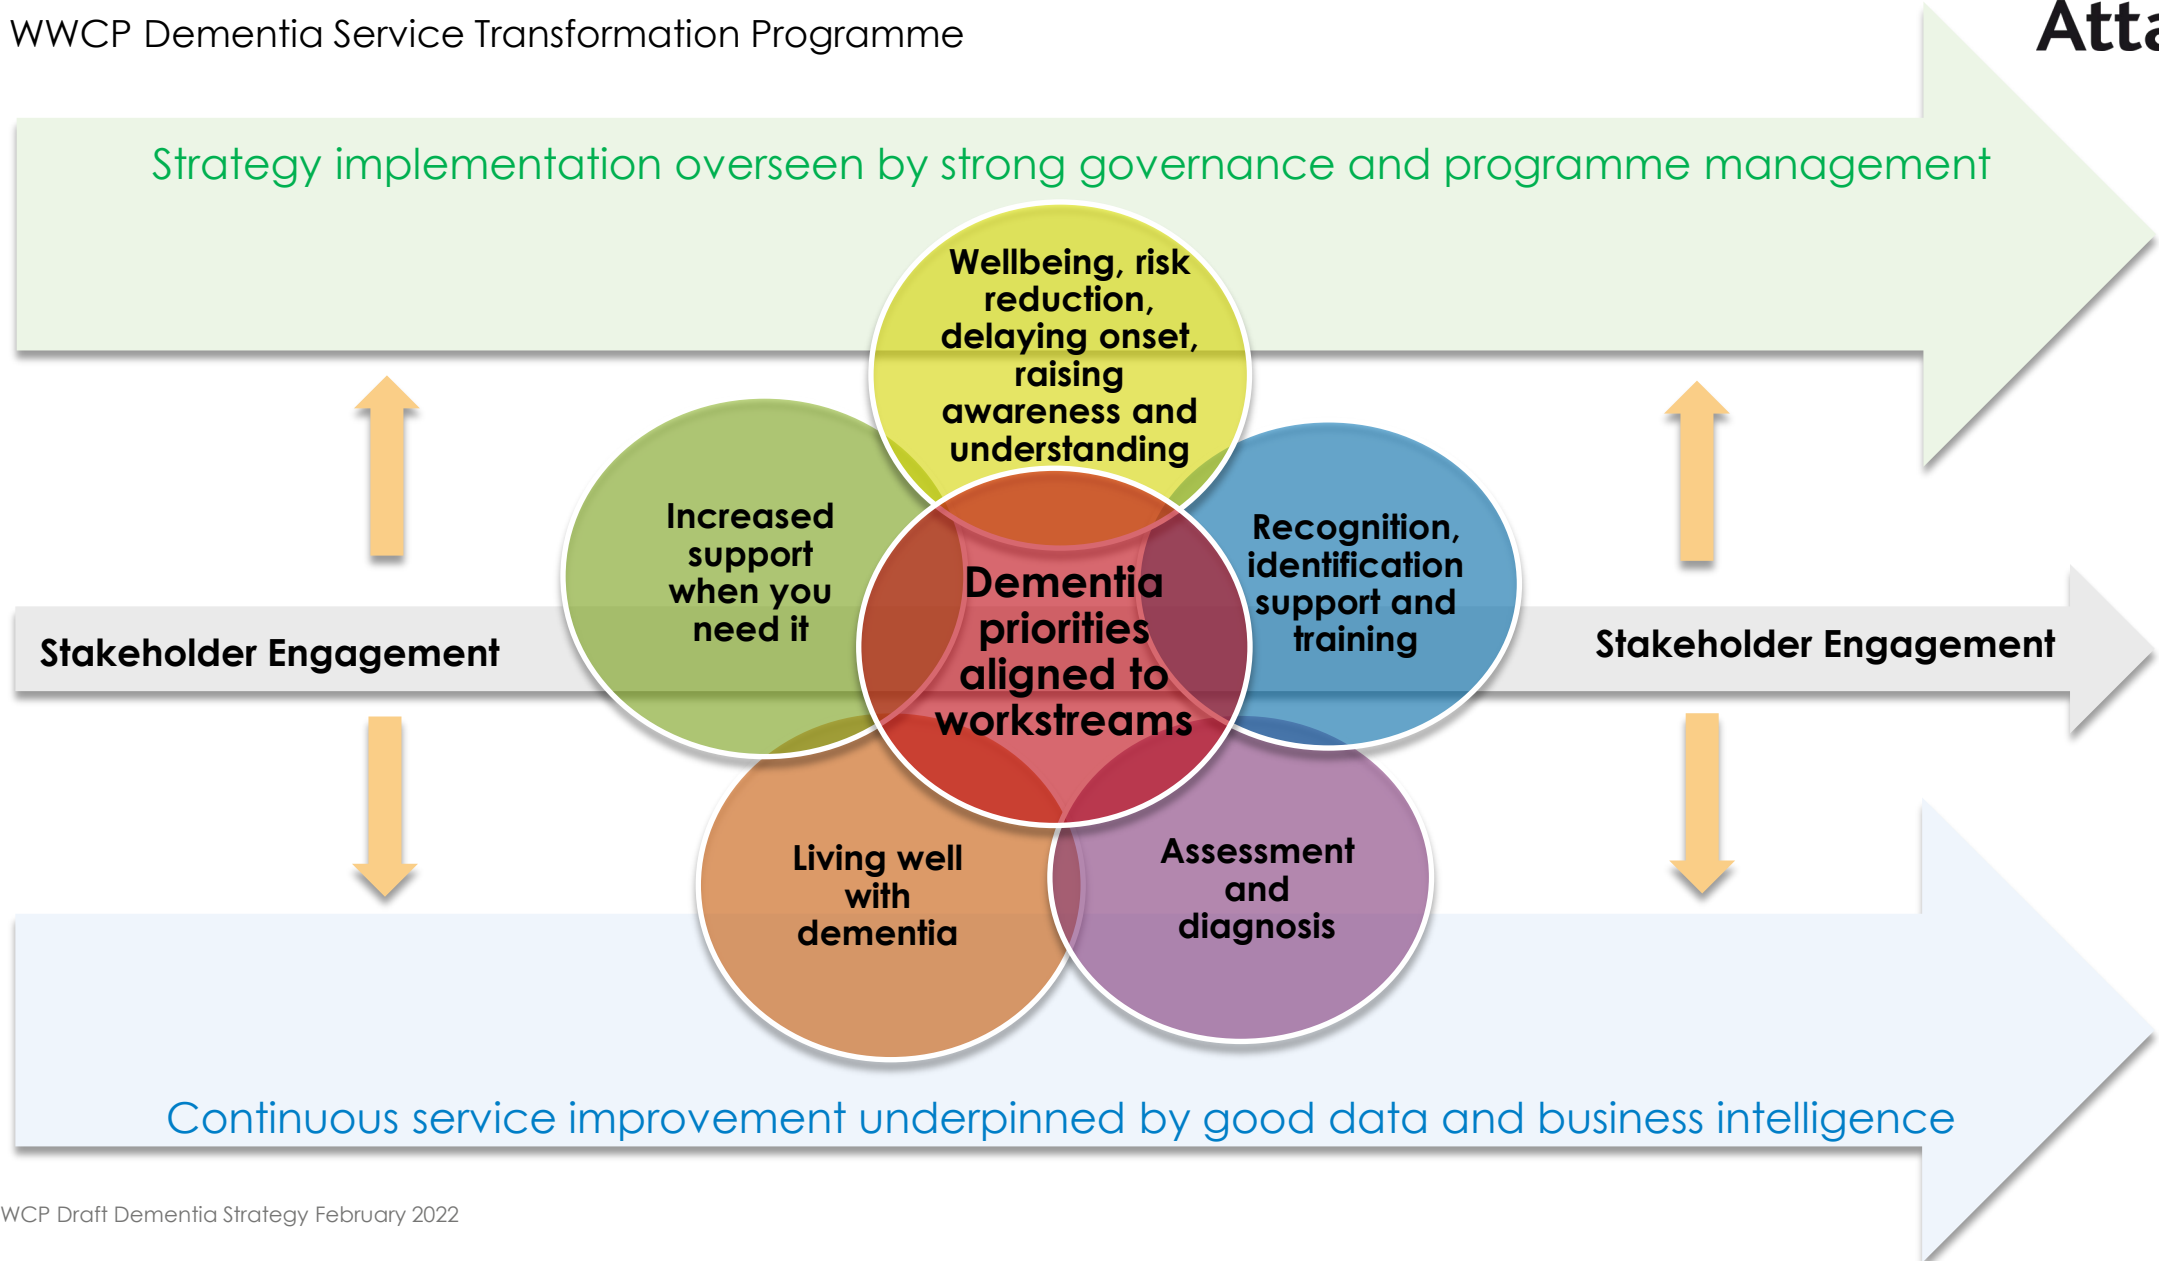 WWCP Dementia Service Transformation Programme
Atta
Strategy implementation overseen by strong governance and programme management
Wellbeing, risk
reduction,
delaying onset,
raising
awareness and
understanding
Increased
support
when you
need it
Recognition,
identification
support and
training
Dementia
priorities
aligned to
workstreams
Stakeholder Engagement
Stakeholder Engagement
Living well
with
dementia
Assessment
and
diagnosis
Continuous service improvement underpinned by good data and business intelligence
WCP Draft Dementia Strategy February 2022